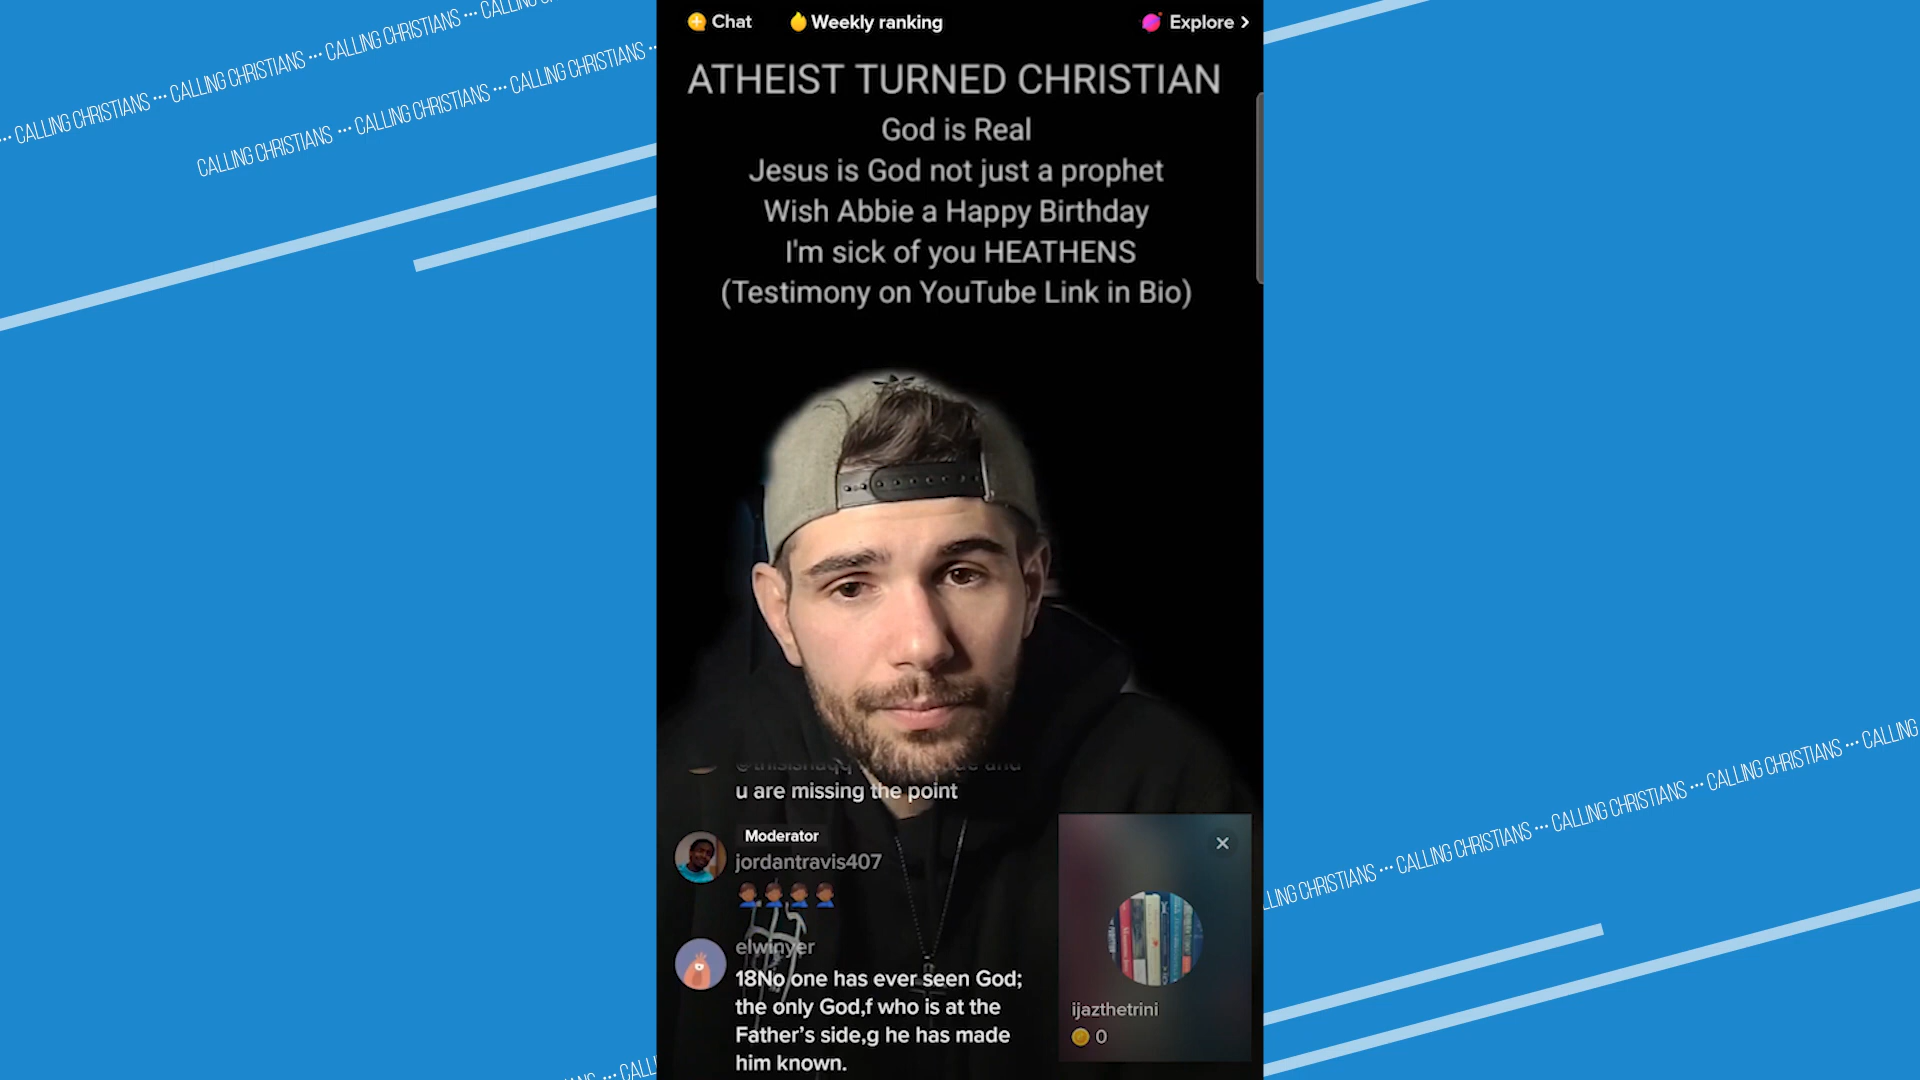 ••• CALLING CHRISTIANS ••• CALLING CHRISTIANS ••• CALLING CHRISTIANS •••
CALLING CHRISTIANS ••• CALLING CHRISTIANS ••• CALLING CHRISTIANS •••
Chat
Weekly ranking
Explore >
ATHEIST TURNED CHRISTIAN
God is Real
Jesus is God not just a prophet
Wish Abbie a Happy Birthday
I'm sick of you HEATHENS
(Testimony on YouTube Link in Bio)
u are missing the point
Moderator
jordantravis407
elwinyer
18No one has ever seen God;
the only God,f who is at the
Father's side,g he has made
him known.
ijazthetrini
0
CALLING CHRISTIANS ••• CALLING CHRISTIANS ••• CALLING CHRISTIANS ••• CALLING